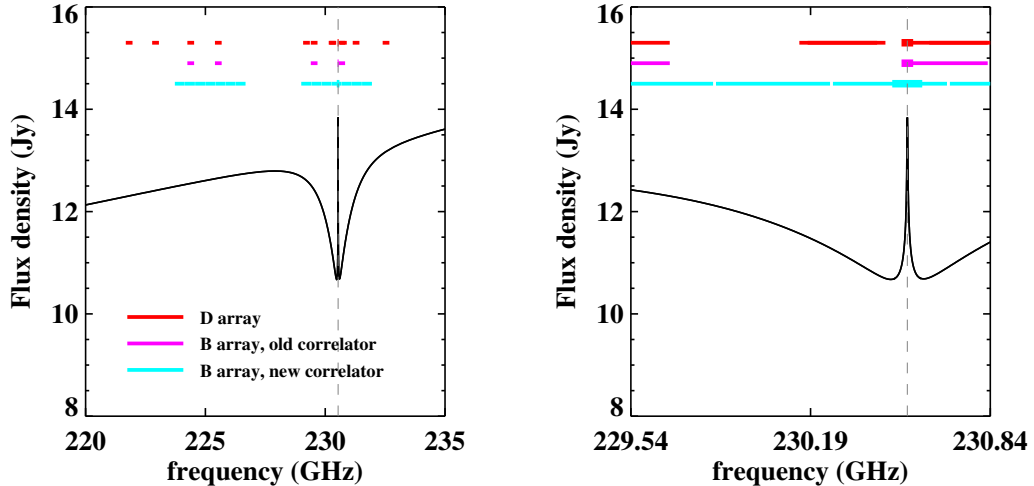 16
14
12
10
8
Flux density (Jy)
D array
B array, old correlator
B array, new correlator
220 225 230 235
frequency (GHz)
16
14
12
10
8
Flux density (Jy)
229.54 230.19 230.84
frequency (GHz)